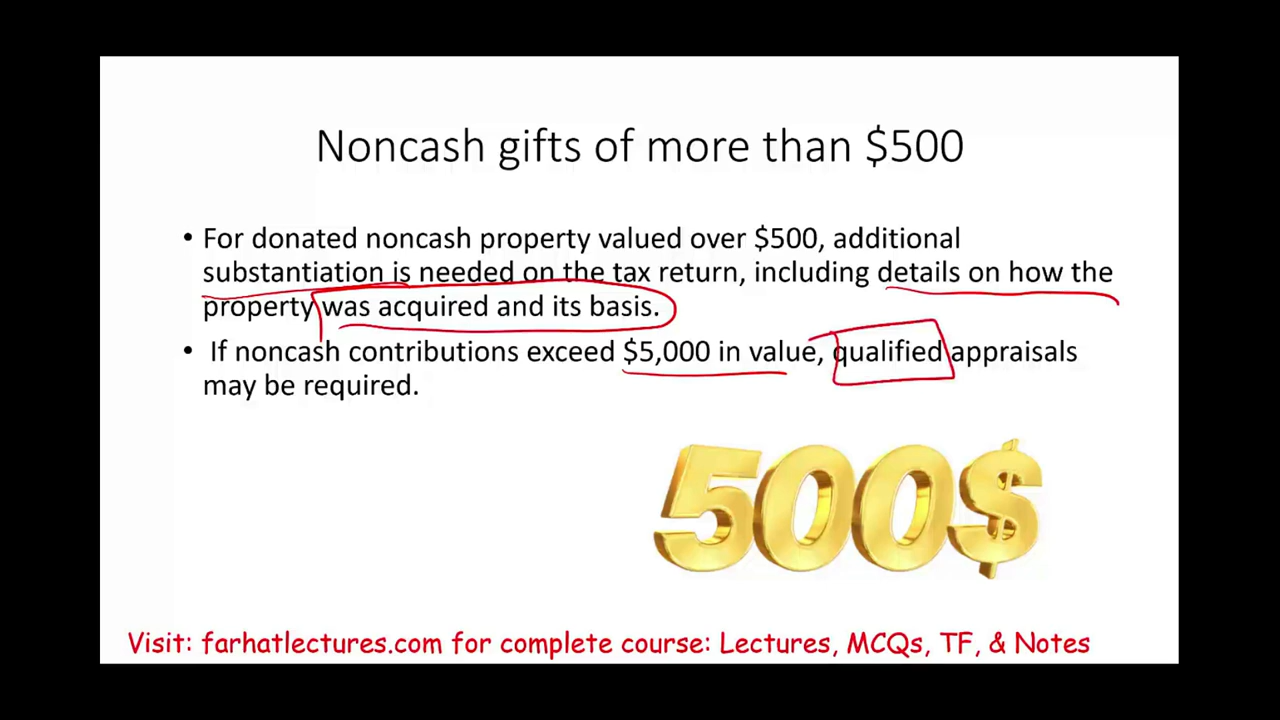 Noncash gifts of more than $500
• For donated noncash property valued over $500, additional
substantiation is needed on the tax return, including details on how the
property was acquired and its basis.
• If noncash contributions exceed $5,000 in value, qualified appraisals
may be required.
500$
Visit: farhatlectures.com for complete course: Lectures, MCQs, TF, & Notes